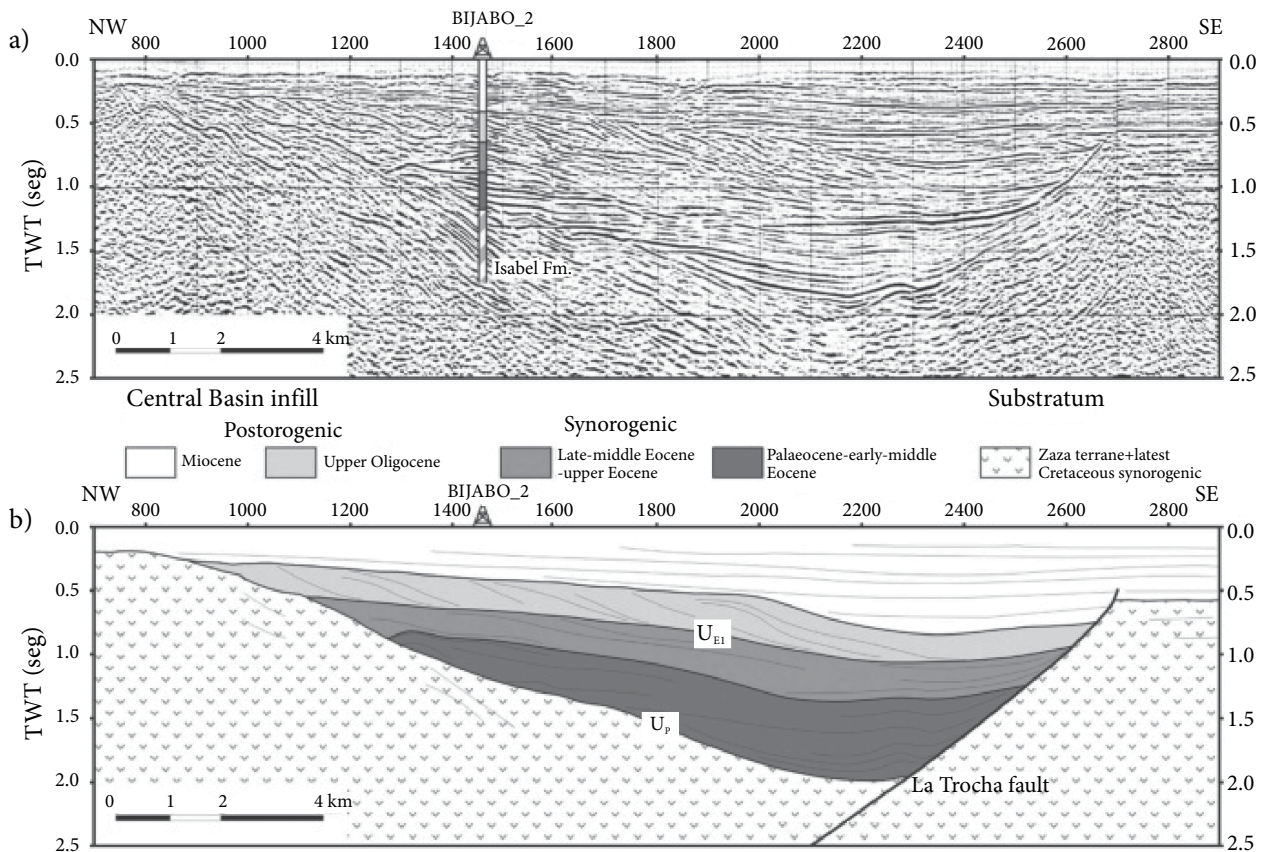 BIJABO_2
a)
NW
800 1000 1200 1400 1600 1800 2000 2200 2400 2600 2800
SE
0.0
0.5
1.0
1.5
2.0
2.5
TWT (seg)
0.0
0.5
1.0
1.5
2.0
2.5
Isabel Fm.
0 1 2 4 km
Central Basin infill
Substratum
Postorogenic
Synorogenic
Miocene
Upper Oligocene
Late-middle Eocene
-upper Eocene
Palaeocene-early-middle
Eocene
Zaza terrane+latest
Cretaceous synorogenic
b)
NW
BIJABO_2
SE
800 1000 1200 1400 1600 1800 2000 2200 2400 2600 2800
0.0
0.5
1.0
1.5
2.0
2.5
TWT (seg)
0.0
0.5
1.0
1.5
2.0
2.5
U_E1
U_P
La Trocha fault
0 1 2 4 km